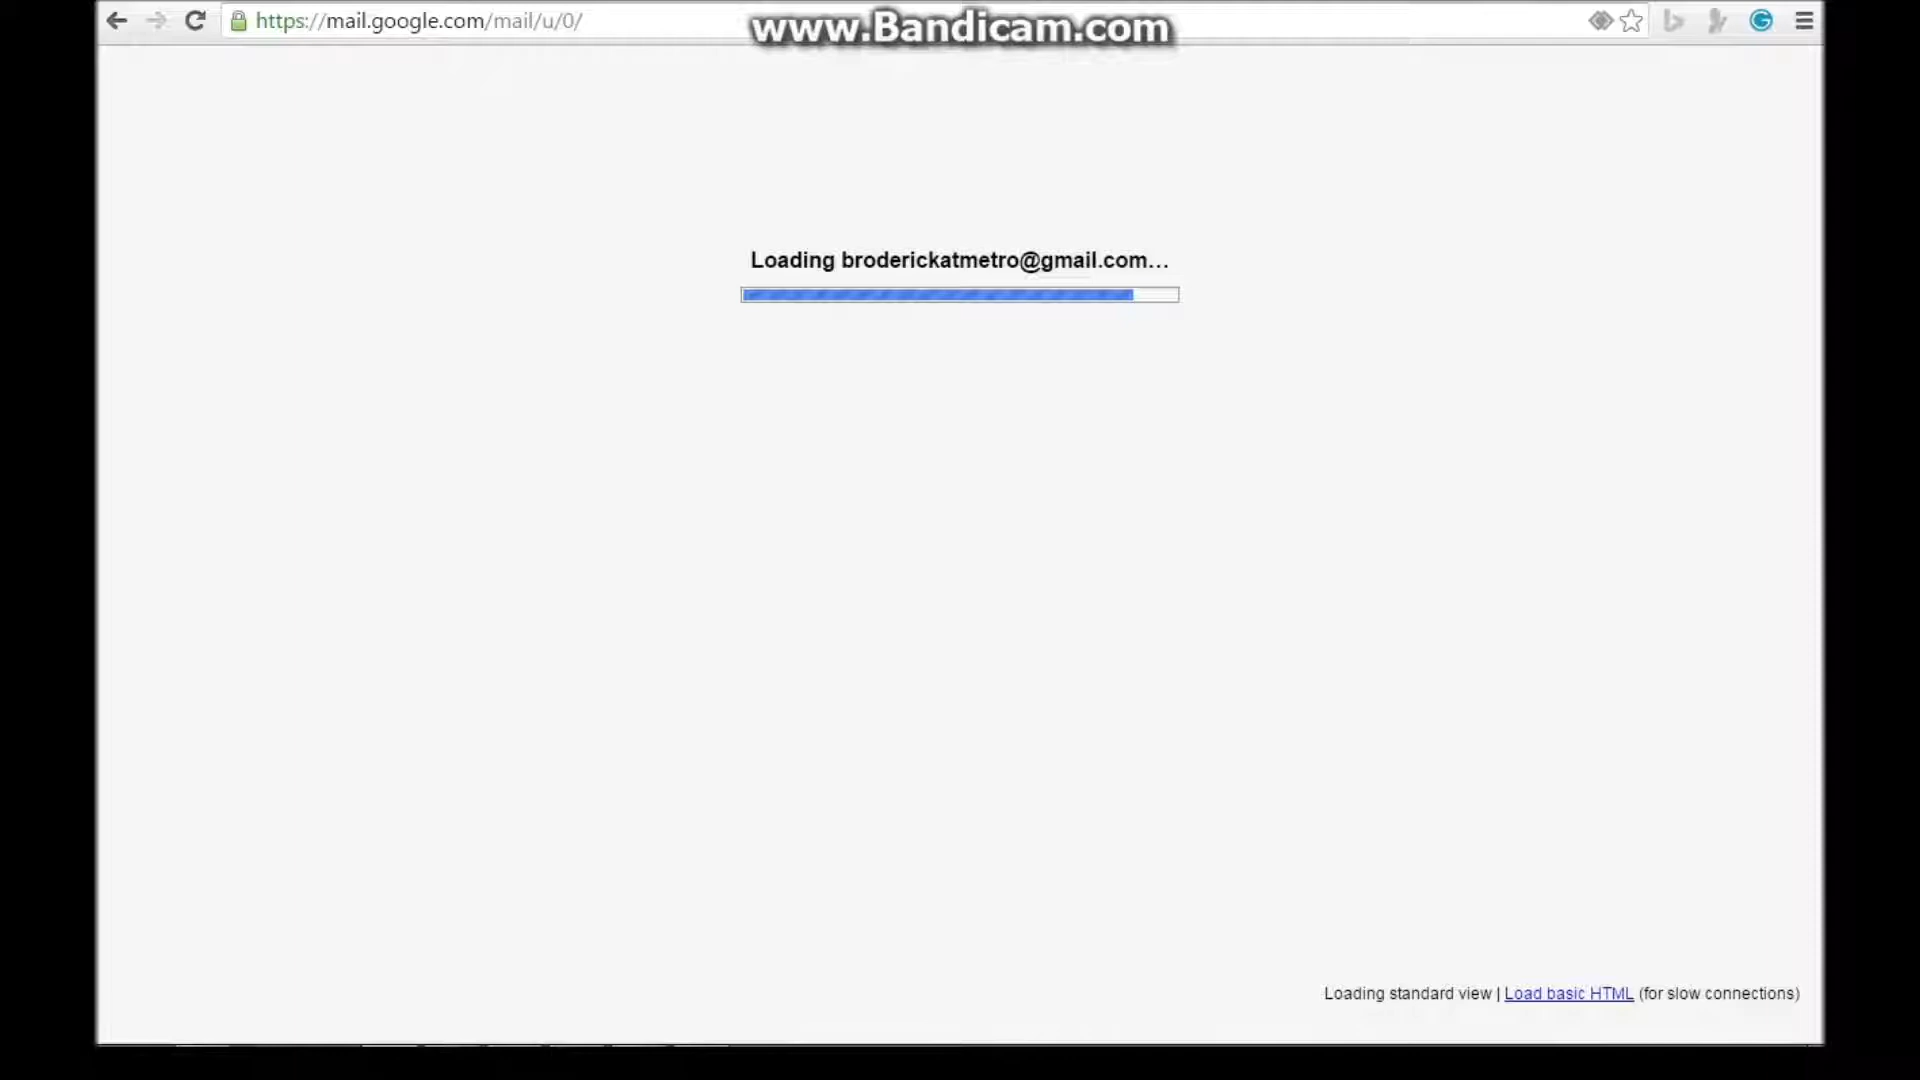 https://mail.google.com/mail/u/0/
www.Bandicam.com
Loading broderickatmetro@gmail.com…
Loading standard view | Load basic HTML (for slow connections)